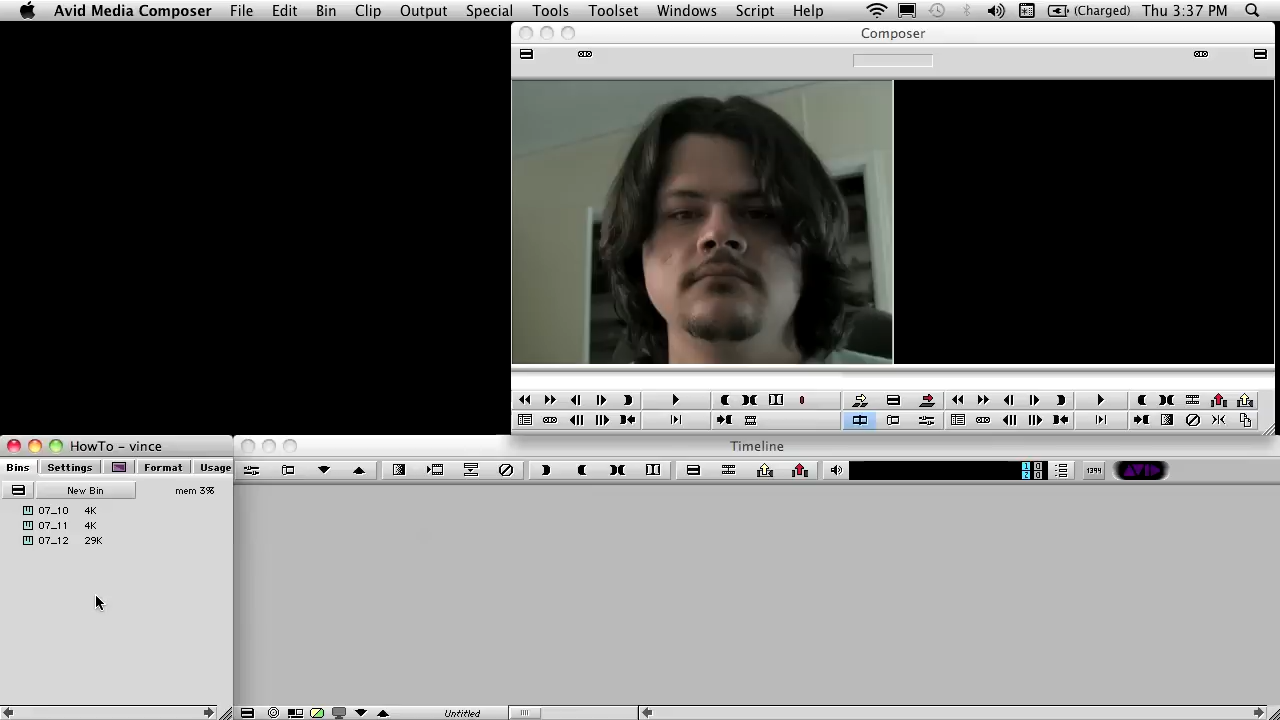 Avid Media Composer File Edit Bin Clip Output Special Tools Toolset Windows Script Help (Charged) Thu 3:37 PM
Composer
HowTo - vince
Timeline
Bins Settings Format Usage
1394 AVID
New Bin mem 3%
07_10 4K
07_11 4K
07_12 29K
Untitled